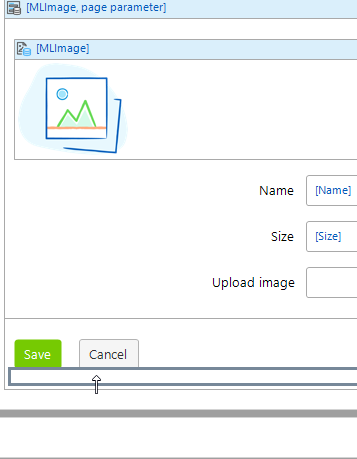 [MLImage, page parameter]
[MLImage]
Name [Name]
Size [Size]
Upload image
Save Cancel